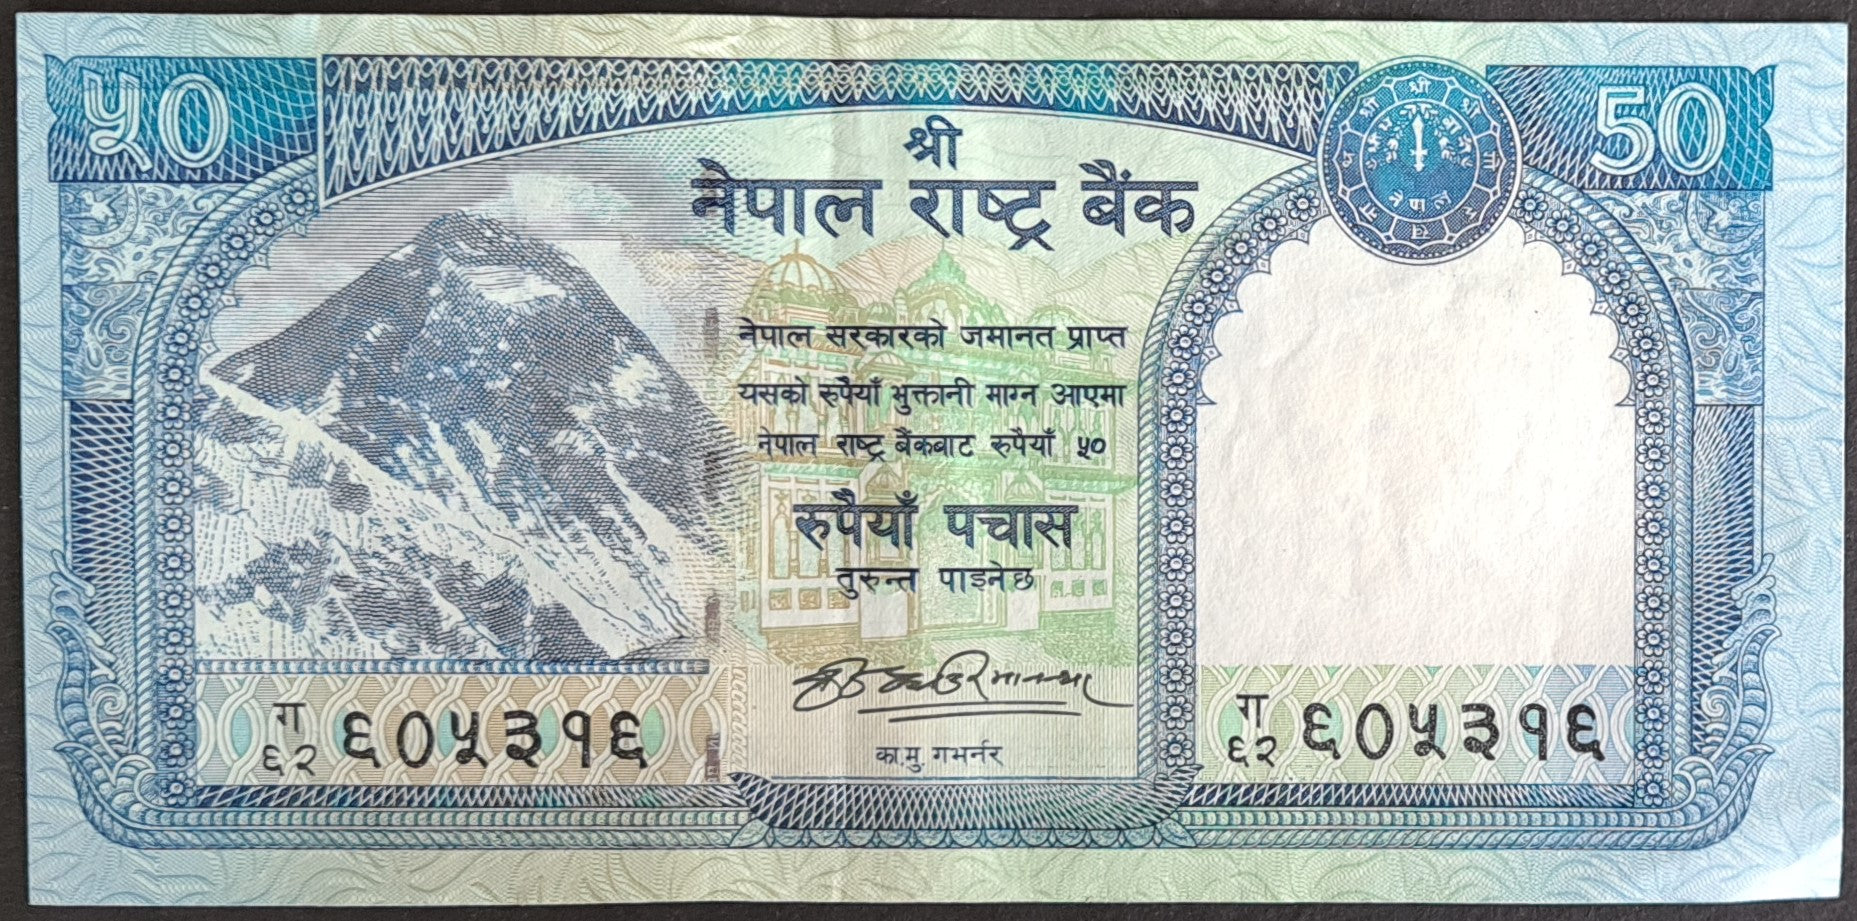 ५०
50
श्री
नेपाल राष्ट्र बैंक
नेपाल सरकारको जमानत प्राप्त
यसको रुपैयाँ भुक्तानी माग्न आएमा
नेपाल राष्ट्र बैंकबाट रुपैयाँ ५०
रुपैयाँ पचास
तुरुन्त पाइनेछ
ग
६२ ६०५३१६
ग
६२ ६०५३१६
का.मु. गभर्नर